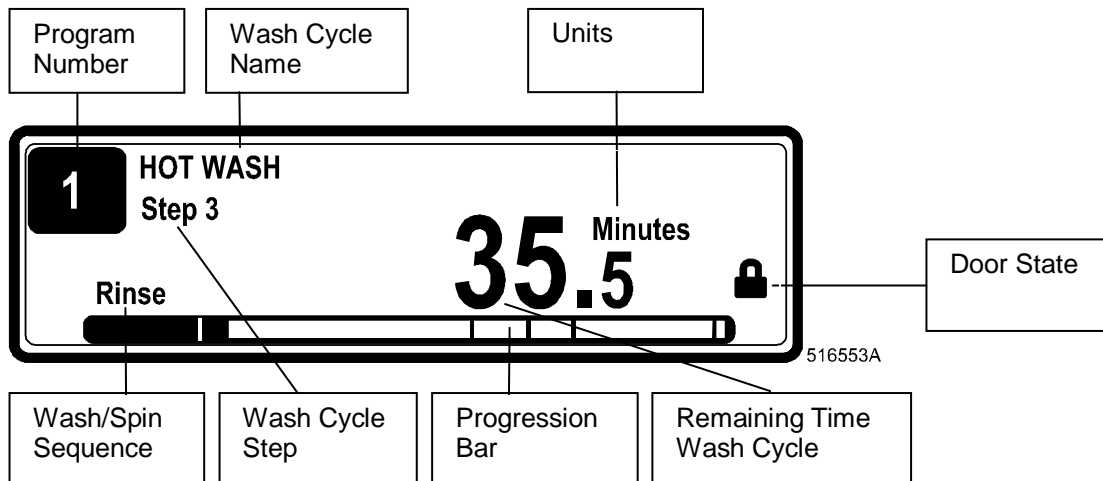 Program
Number
Wash Cycle
Name
Units
1
HOT WASH
Step 3
Minutes
35.5
Rinse
Door State
516553A
Wash/Spin
Sequence
Wash Cycle
Step
Progression
Bar
Remaining Time
Wash Cycle